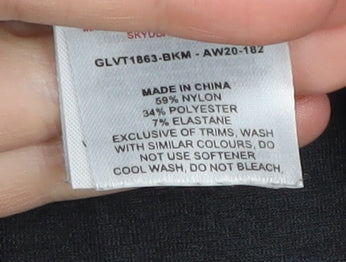 GLVT1863-BKM - AW20-182
MADE IN CHINA
59% NYLON
34% POLYESTER
7% ELASTANE
EXCLUSIVE OF TRIMS, WASH
WITH SIMILAR COLOURS, DO
NOT USE SOFTENER
COOL WASH, DO NOT BLEACH,